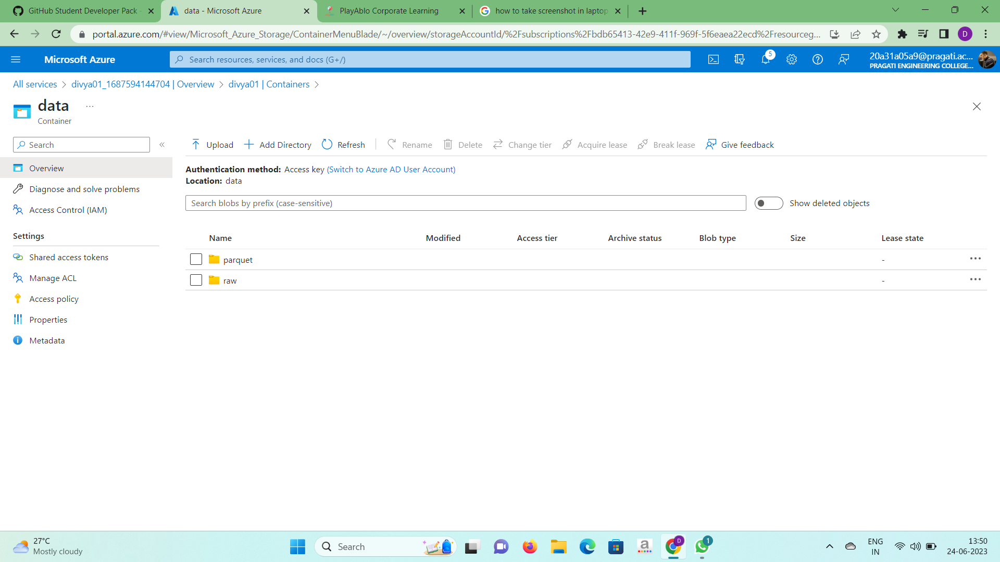 GitHub Student Developer Pack -
data - Microsoft Azure
PlayAblo Corporate Learning
how to take screenshot in laptop
portal.azure.com/#view/Microsoft_Azure_Storage/ContainerMenuBlade/~/overview/storageAccountId/%2Fsubscriptions%2Fbdb65413-42e9-411f-969f-5f6eaea22ecd%2Fresourceg...
D
Microsoft Azure
Search resources, services, and docs (G+/)
5
20a31a05a9@pragati.ac....
PRAGATI ENGINEERING COLLEGE...
All services > divya01_1687594144704 | Overview > divya01 | Containers >
data ...
Container
Search
«
Upload
Add Directory
Refresh
Rename
Delete
Change tier
Acquire lease
Break lease
Give feedback
Overview
Diagnose and solve problems
Access Control (IAM)
Settings
Shared access tokens
Manage ACL
Access policy
Properties
Metadata
Authentication method: Access key (Switch to Azure AD User Account)
Location: data
Search blobs by prefix (case-sensitive)
Show deleted objects
Name Modified Access tier Archive status Blob type Size Lease state
parquet - •••
raw - •••
27°C
Mostly cloudy
Search
a
D
1
ENG
IN
13:50
24-06-2023